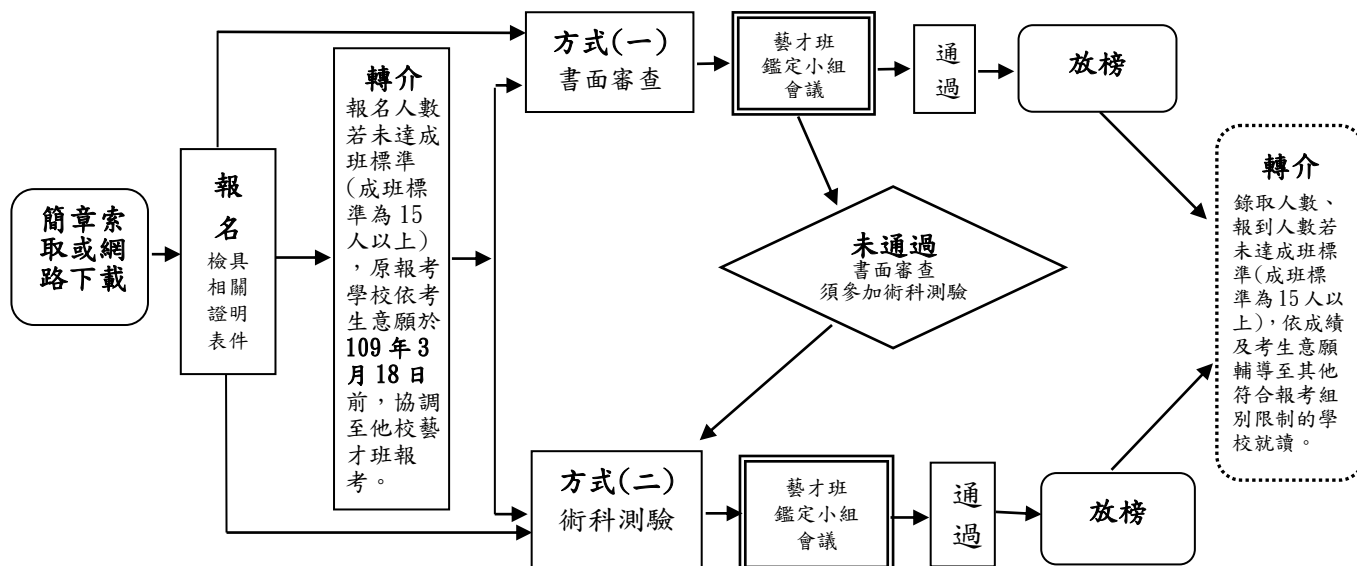 簡章索
取或網
路下載
報
名
檢具
相關
證明
表件
轉介
報名人數
若未達成
班標準
(成班標
準為 15
人以上)
，原報考
學校依考
生意願於
109 年 3
月 18 日
前，協調
至他校藝
才班報
考。
方式(一)
書面審查
藝才班
鑑定小組
會議
通
過
放榜
未通過
書面審查
須參加術科測驗
方式(二)
術科測驗
藝才班
鑑定小組
會議
通
過
放榜
轉介
錄取人數、
報到人數若
未達成班標
準(成班標
準為15人以
上)，依成績
及考生意願
輔導至其他
符合報考組
別限制的學
校就讀。